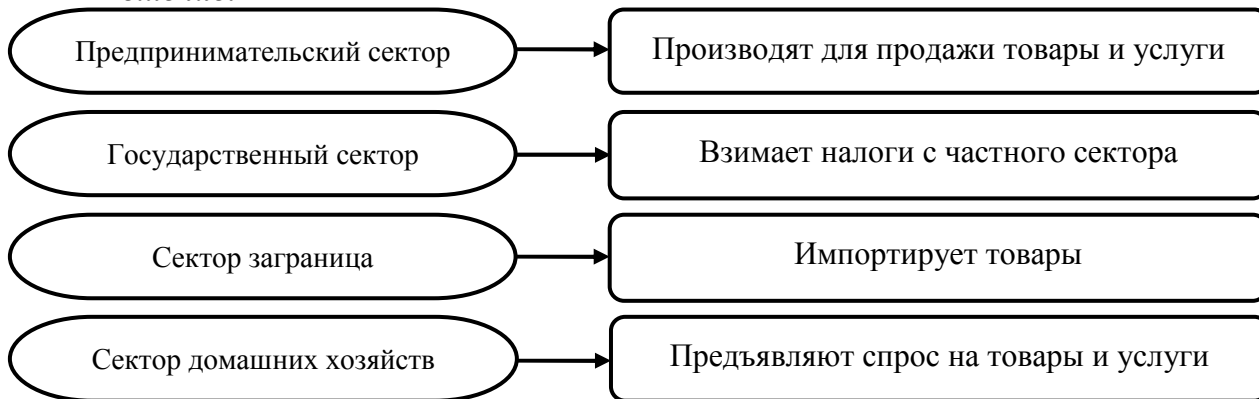 Предпринимательский сектор
Производят для продажи товары и услуги
Государственный сектор
Взимает налоги с частного сектора
Сектор заграница
Импортирует товары
Сектор домашних хозяйств
Предъявляют спрос на товары и услуги